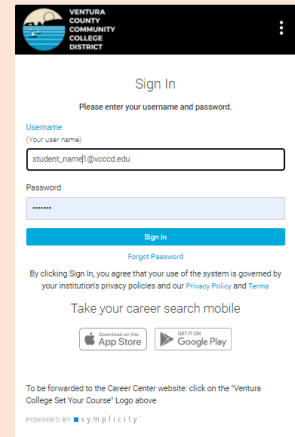 VENTURA
COUNTY
COMMUNITY
COLLEGE
DISTRICT
Sign In
Please enter your username and password.
Username
(Your user name)
student_name1@vcccd.edu
Password
•••••••
Sign In
Forgot Password
By clicking Sign In, you agree that your use of the system is governed by
your institution's privacy policies and our Privacy Policy and Terms
Take your career search mobile
Download on the
App Store
GET IT ON
Google Play
To be forwarded to the Career Center website: click on the "Ventura
College Set Your Course" Logo above
POWERED BY symplicity